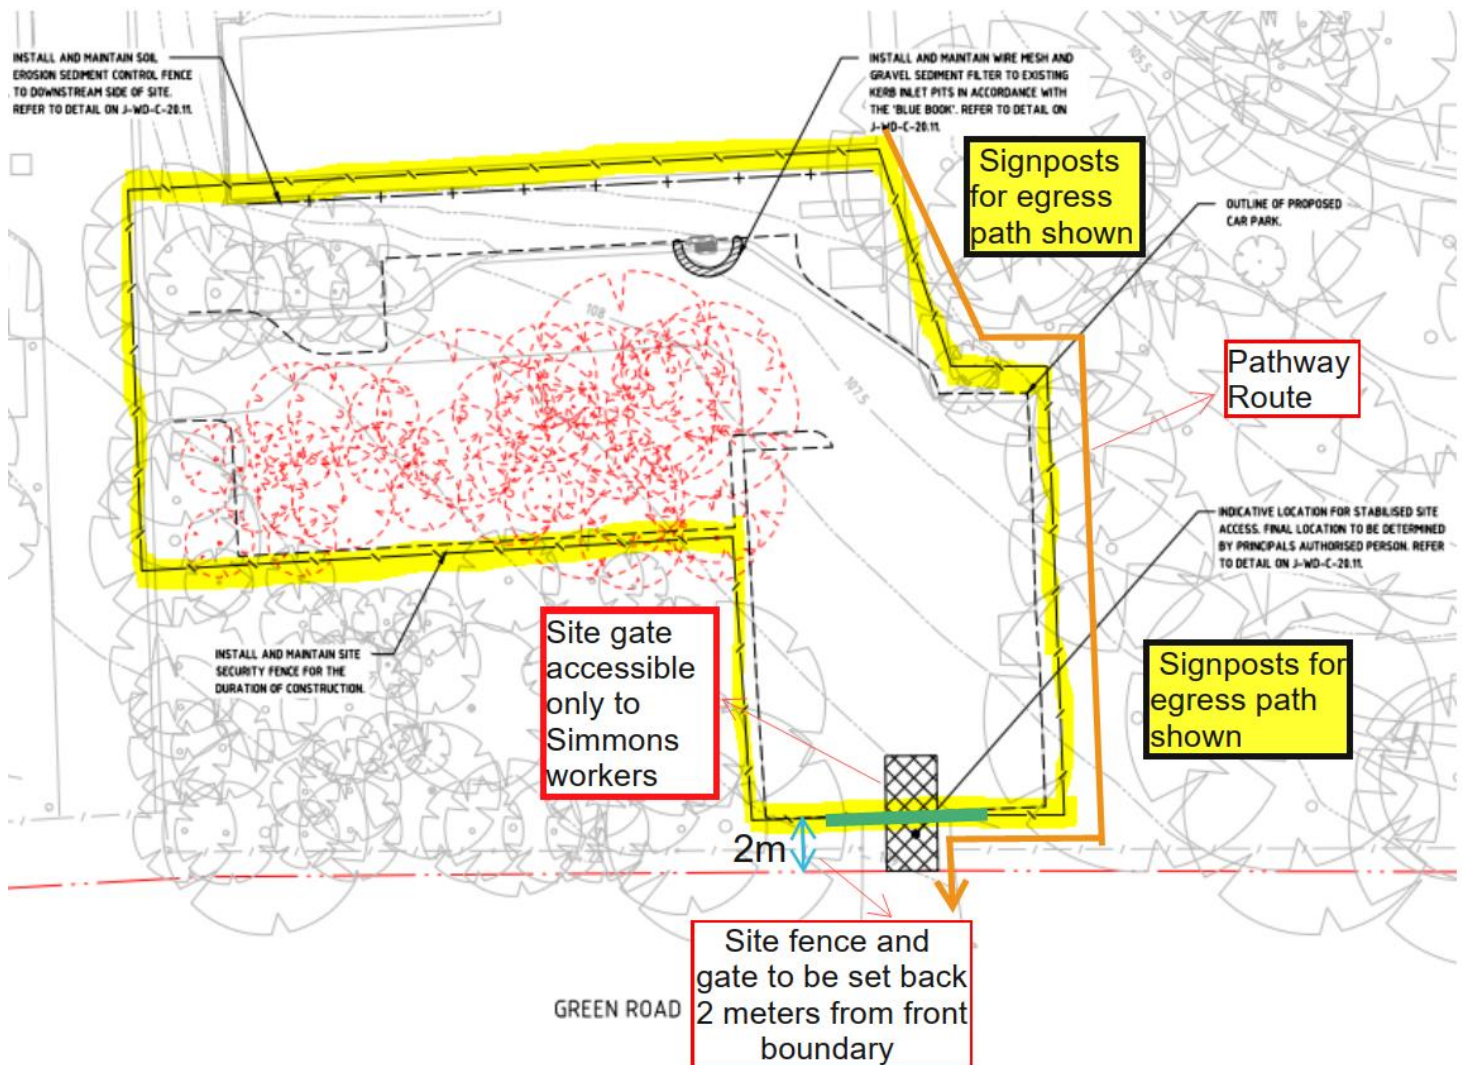 INSTALL AND MAINTAIN SOIL
EROSION SEDIMENT CONTROL FENCE
TO DOWNSTREAM SIDE OF SITE.
REFER TO DETAIL ON J-WD-C-20.11.
INSTALL AND MAINTAIN WIRE MESH AND
GRAVEL SEDIMENT FILTER TO EXISTING
KERB INLET PITS IN ACCORDANCE WITH
THE 'BLUE BOOK'. REFER TO DETAIL ON
J-WD-C-20.11.
105.5
Signposts
for egress
path shown
OUTLINE OF PROPOSED
CAR PARK.
108
107.5
Pathway
Route
INDICATIVE LOCATION FOR STABILISED SITE
ACCESS. FINAL LOCATION TO BE DETERMINED
BY PRINCIPALS AUTHORISED PERSON. REFER
TO DETAIL ON J-WD-C-20.11.
Site gate
accessible
only to
Simmons
workers
INSTALL AND MAINTAIN SITE
SECURITY FENCE FOR THE
DURATION OF CONSTRUCTION.
Signposts for
egress path
shown
2m
Site fence and
gate to be set back
2 meters from front
boundary
GREEN ROAD